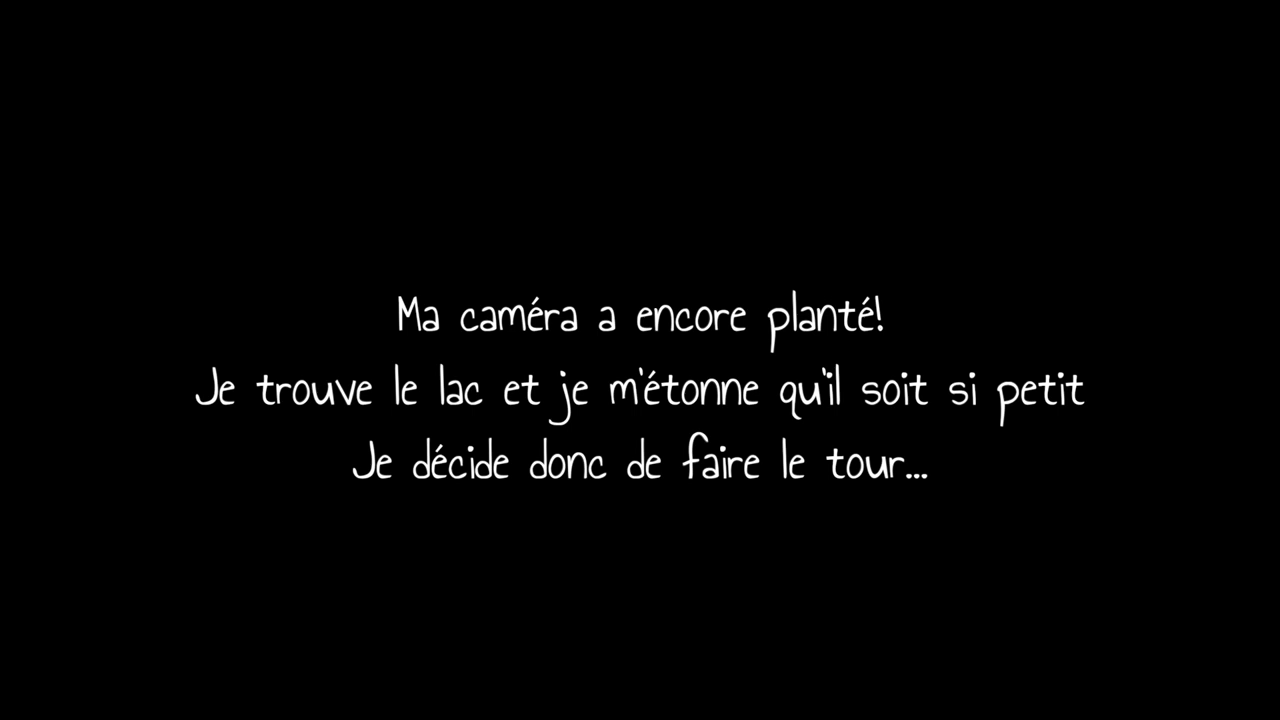 Ma caméra a encore planté!
Je trouve le lac et je m'étonne qu'il soit si petit
Je décide donc de faire le tour...